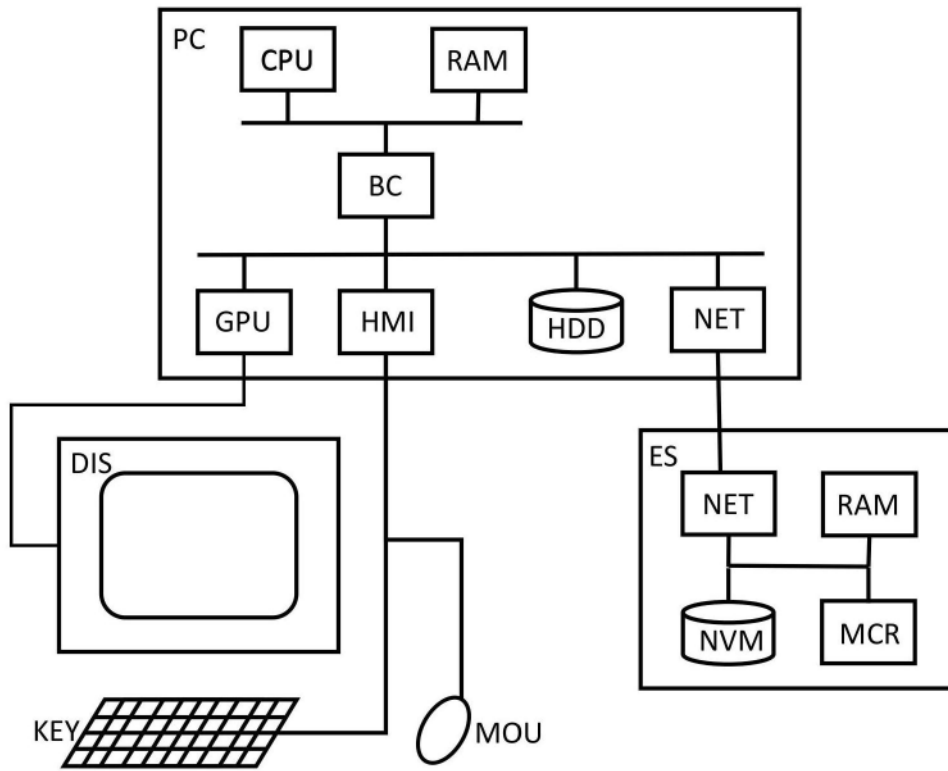 PC
CPU
RAM
BC
GPU
HMI
HDD
NET
DIS
ES
NET
RAM
NVM
MCR
KEY
MOU